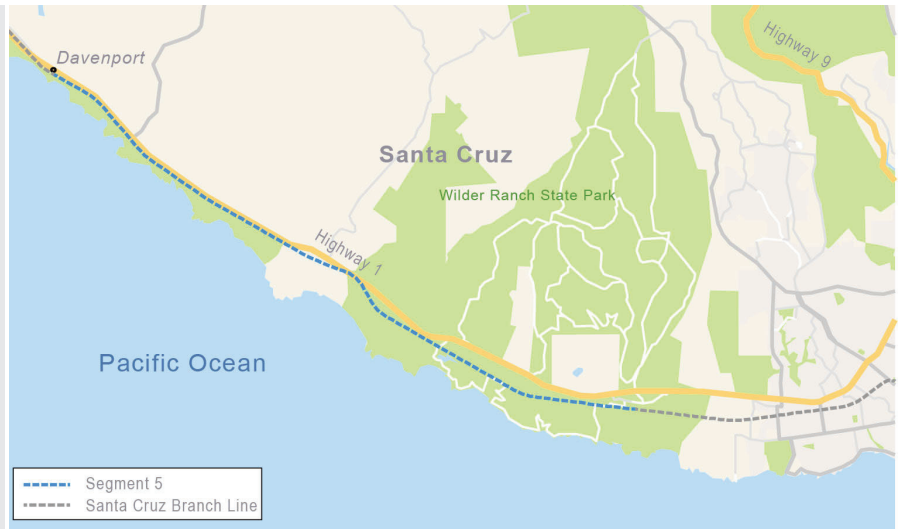 Davenport
Highway 9
Santa Cruz
Wilder Ranch State Park
Highway 1
Pacific Ocean
Segment 5
Santa Cruz Branch Line